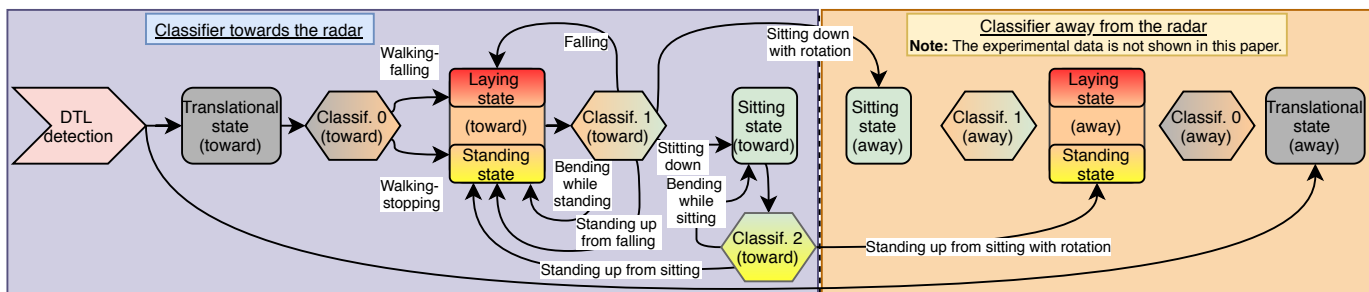 Classifier towards the radar
Classifier away from the radar
Note: The experimental data is not shown in this paper.
DTL
detection
Translational
state
(toward)
Classif. 0
(toward)
Walking-
falling
Walking-
stopping
Laying
state
(toward)
Standing
state
Falling
Classif. 1
(toward)
Bending
while
standing
Standing up
from falling
Standing up from sitting
Sitting down
with rotation
Stitting
down
Sitting
state
(toward)
Bending
while
sitting
Classif. 2
(toward)
Standing up from sitting with rotation
Sitting
state
(away)
Classif. 1
(away)
Laying
state
(away)
Standing
state
Classif. 0
(away)
Translational
state
(away)